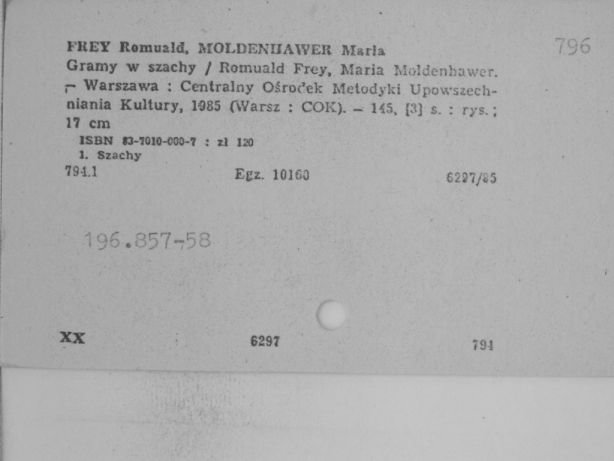 796
FREY Romuald, MOLDENHAWER Maria
Gramy w szachy / Romuald Frey, Maria Moldenhawer.
— Warszawa : Centralny Ośrodek Metodyki Upowszech-
niania Kultury, 1985 (Warsz : COK). — 145, [3] s. : rys. ;
17 cm
ISBN 83-7010-000-7 : zł 120
1. Szachy
794.1 Egz. 10160 6297/85
196.857-58
XX 6297 794